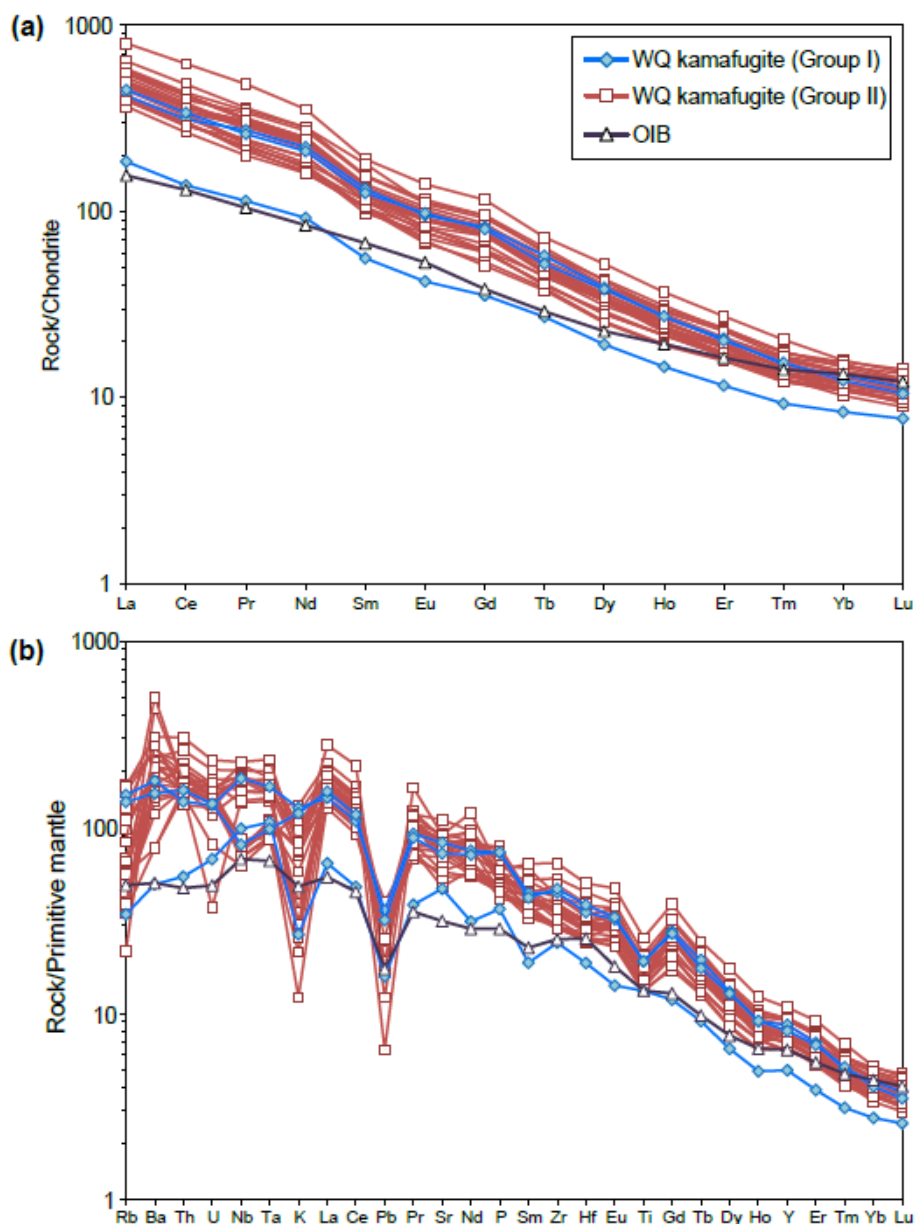 (a)
1000
100
10
1
Rock/Chondrite
WQ kamafugite (Group I)
WQ kamafugite (Group II)
OIB
La Ce Pr Nd Sm Eu Gd Tb Dy Ho Er Tm Yb Lu
(b)
1000
100
10
1
Rock/Primitive mantle
Rb Ba Th U Nb Ta K La Ce Pb Pr Sr Nd P Sm Zr Hf Eu Ti Gd Tb Dy Ho Y Er Tm Yb Lu